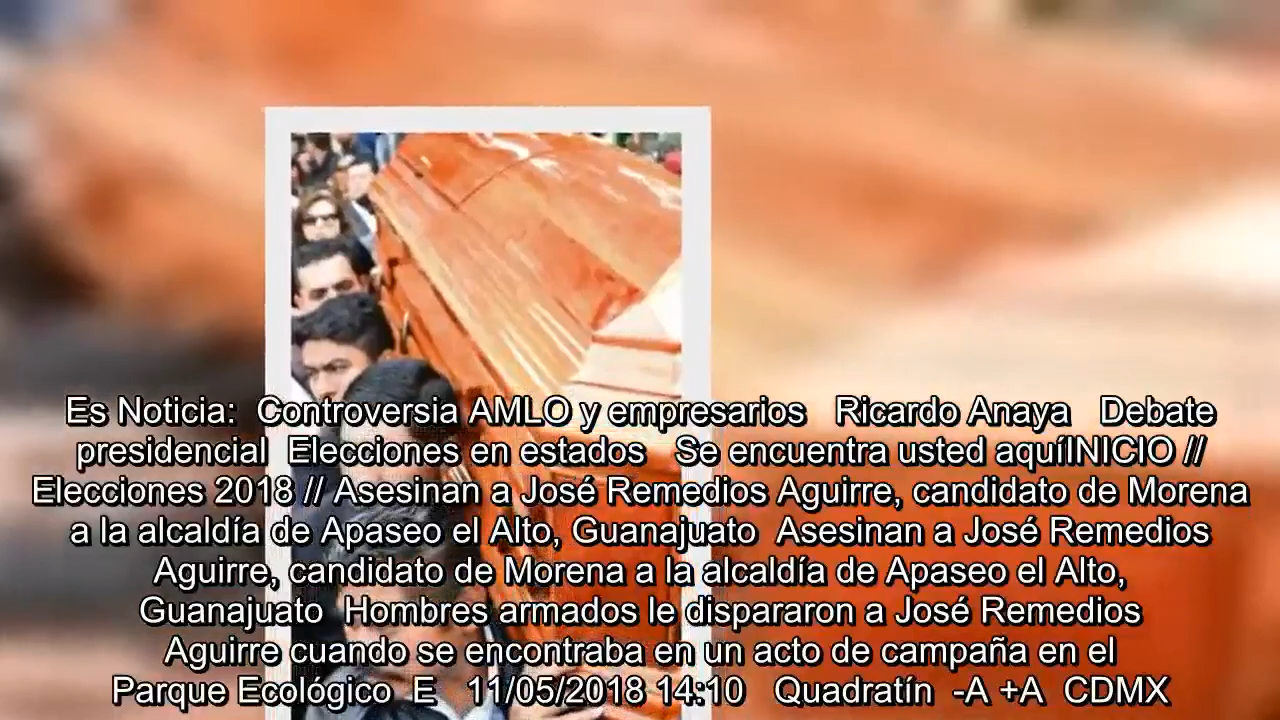 Es Noticia:  Controversia AMLO y empresarios   Ricardo Anaya   Debate
presidencial  Elecciones en estados   Se encuentra usted aquíINICIO //
Elecciones 2018 // Asesinan a José Remedios Aguirre, candidato de Morena
a la alcaldía de Apaseo el Alto, Guanajuato  Asesinan a José Remedios
Aguirre, candidato de Morena a la alcaldía de Apaseo el Alto,
Guanajuato  Hombres armados le dispararon a José Remedios
Aguirre cuando se encontraba en un acto de campaña en el
Parque Ecológico  E   11/05/2018 14:10   Quadratín  -A +A  CDMX